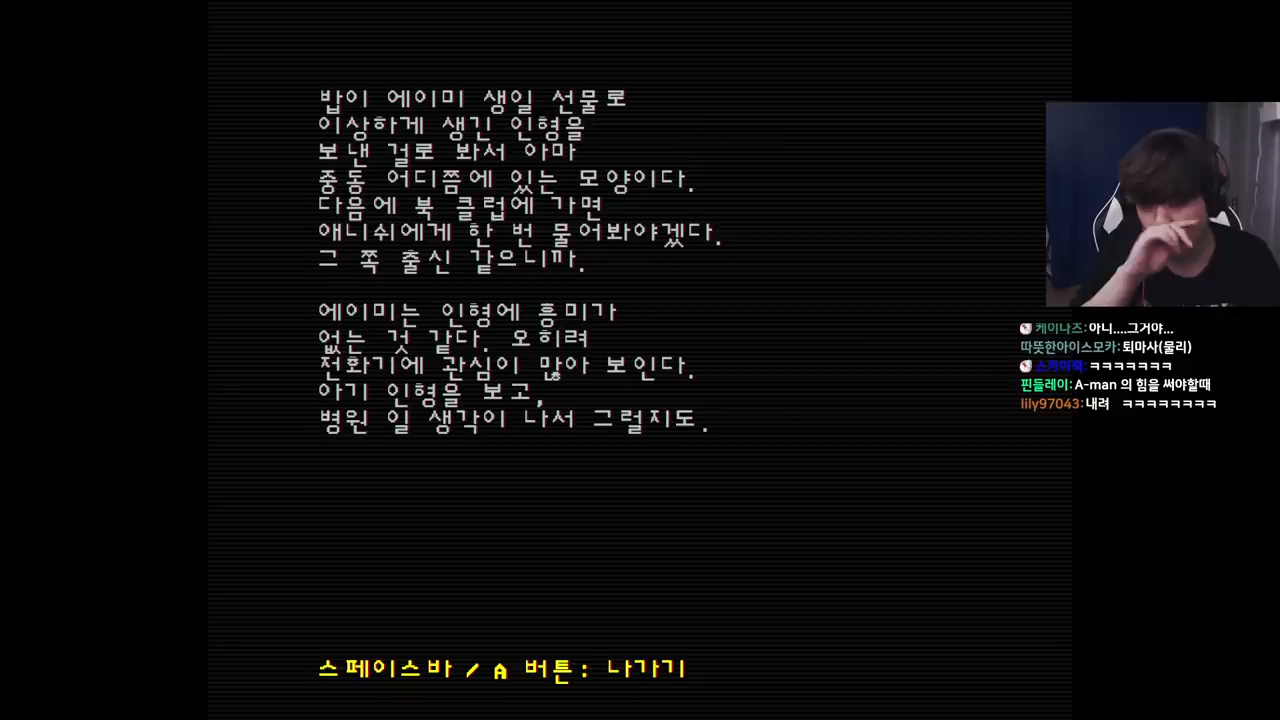 밥이 에이미 생일 선물로
이상하게 생긴 인형을
보낸 걸로 봐서 아마
중동 어디쯤에 있는 모양이다.
다음에 북 클럽에 가면
애니쉬에게 한 번 물어봐야겠다.
그 쪽 출신 같으니까.
에이미는 인형에 흥미가
없는 것 같다. 오히려
전화기에 관심이 많아 보인다.
아기 인형을 보고,
병원 일 생각이 나서 그럴지도.
스페이스바 / A 버튼: 나가기
케이나즈: 아니....그거야...
따뜻한아이스모카: 퇴마사(물리)
스카이픽: ㅋㅋㅋㅋㅋㅋㅋ
핀들레이: A-man 의 힘을 써야할때
lily97043: 내려 ㅋㅋㅋㅋㅋㅋㅋㅋ